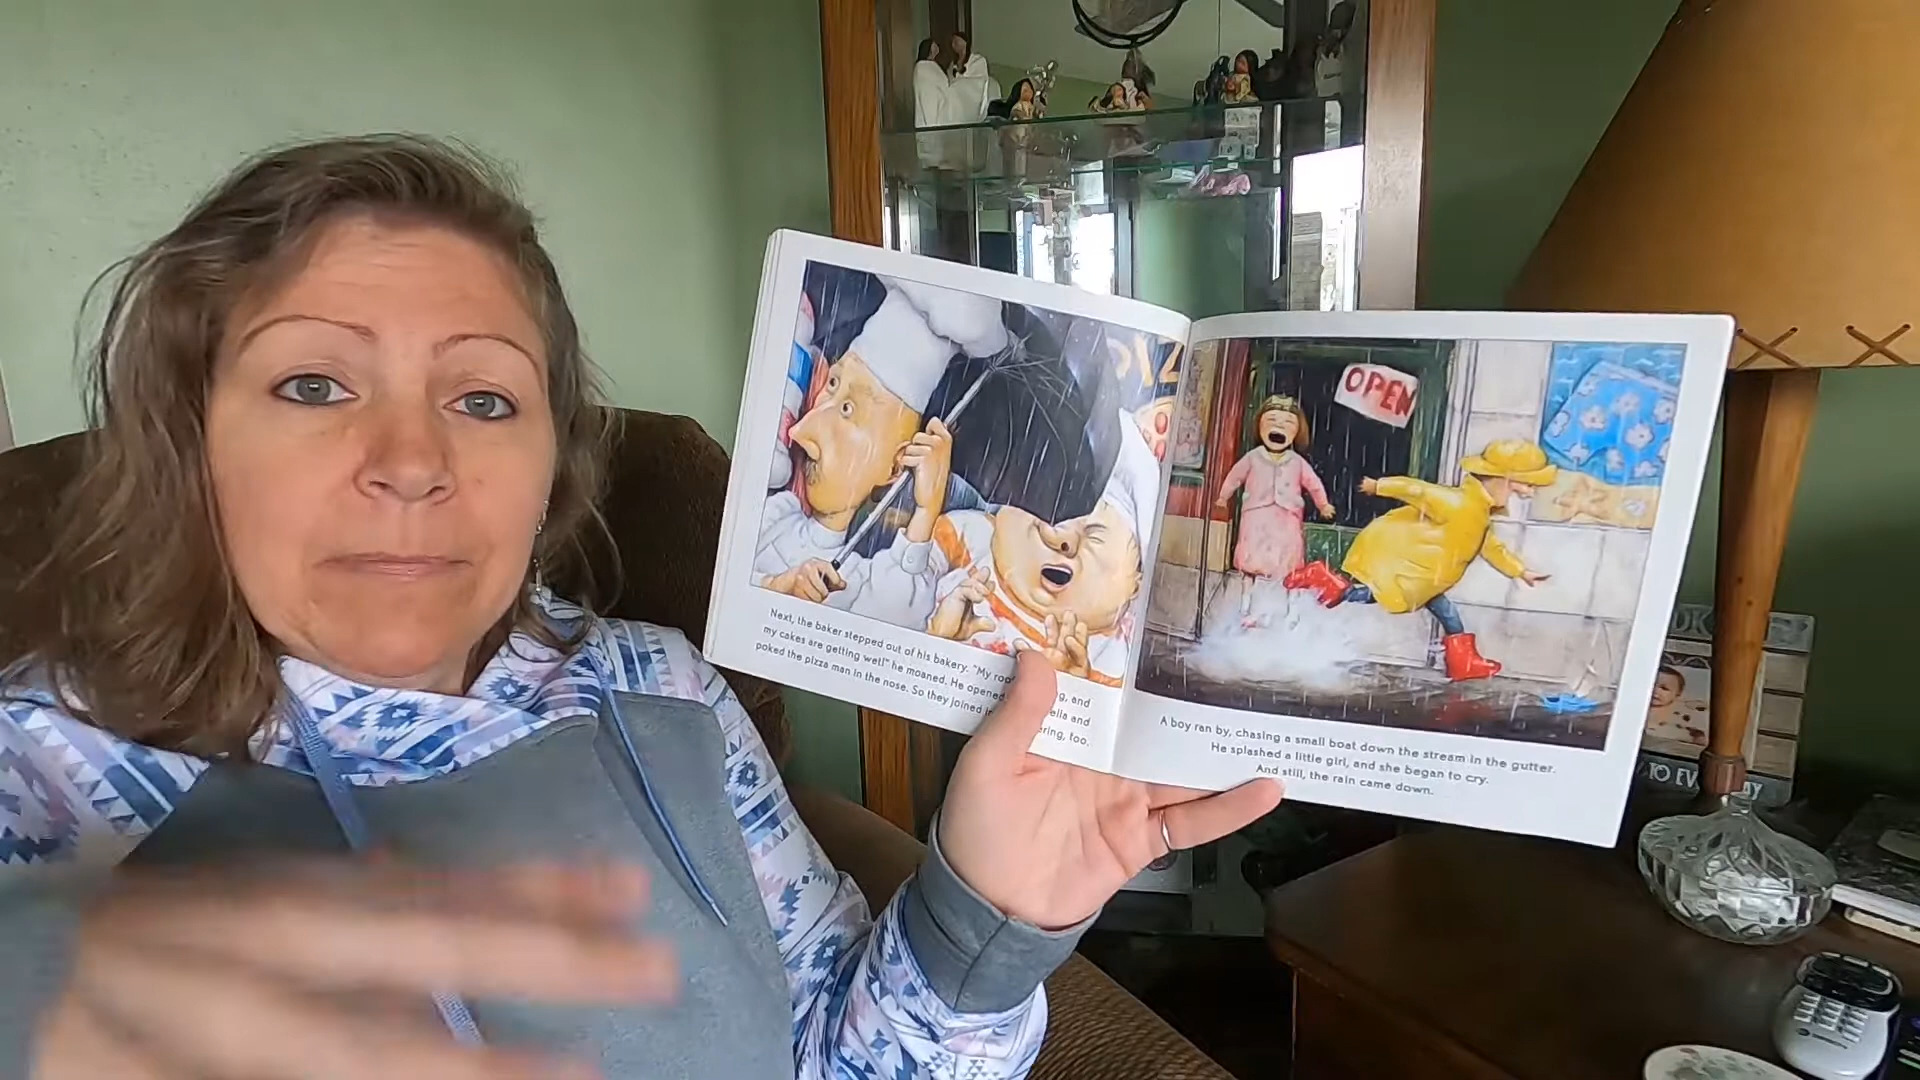 Next, the baker stepped out of his bakery. "My
my cakes are getting wet!" he moaned. He opened
poked the pizza man in the nose. So they joined
and
and
too.
OPEN
A boy ran by, chasing a small boat down the stream in the gutter.
He splashed a little girl, and she began to cry.
And still, the rain came down.
TO